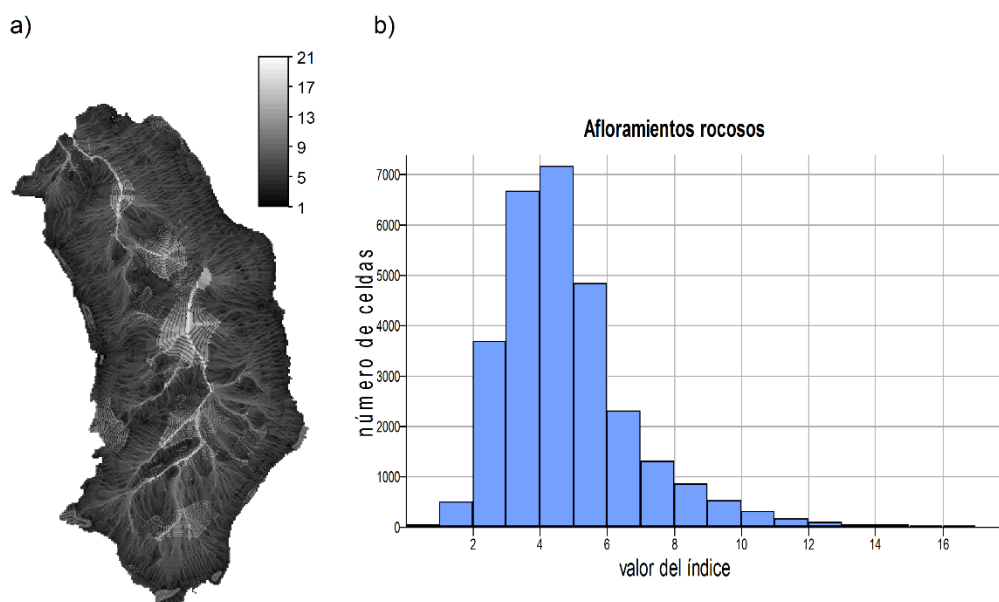 a)
21
17
13
9
5
1
b)
Afloramientos rocosos
número de celdas
7000
6000
5000
4000
3000
2000
1000
0
2 4 6 8 10 12 14 16
valor del índice